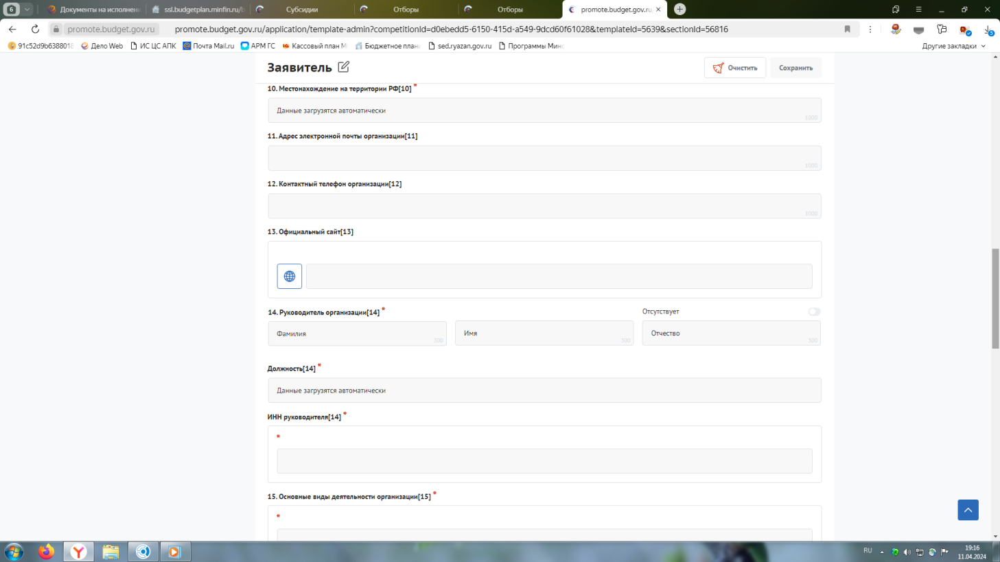 6
Документы на исполнен
ssl.budgetplan.minfin.ru/b
Субсидии
Отборы
Отборы
promote.budget.gov.ru
promote.budget.gov.ru
promote.budget.gov.ru/application/template-admin?competitionId=d0ebedd5-6150-415d-a549-9dcd60f61028&templateId=5639&sectionId=56816
5
91c52d9b6388018
Дело Web
ИС ЦС АПК
Почта Mail.ru
АРМ ГС
Кассовый план М
Бюджетное плани
sed.ryazan.gov.ru
Программы Минс
Другие закладки
Заявитель
Очистить
Сохранить
10. Местонахождение на территории РФ[10] *
Данные загрузятся автоматически
1000
11. Адрес электронной почты организации[11]
1000
12. Контактный телефон организации[12]
1000
13. Официальный сайт[13]
14. Руководитель организации[14] *
Отсутствует
Фамилия
300
Имя
300
Отчество
300
Должность[14] *
Данные загрузятся автоматически
ИНН руководителя[14] *
*
15. Основные виды деятельности организации[15] *
*
RU
19:16
11.04.2024